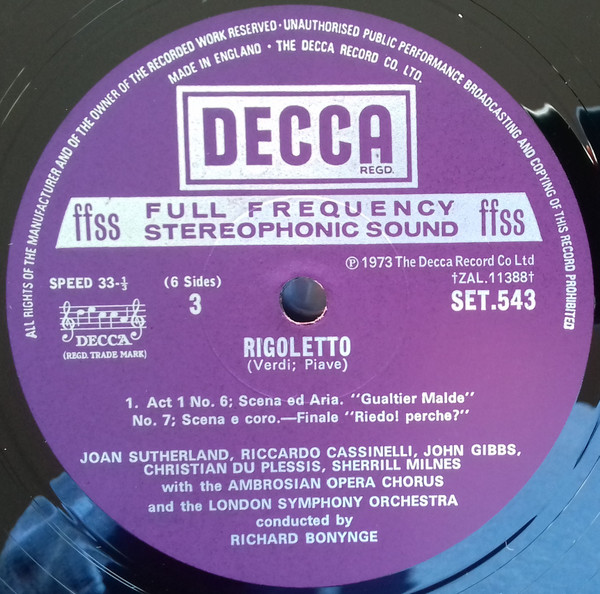 ALL RIGHTS OF THE MANUFACTURER AND OF THE OWNER OF THE RECORDED WORK RESERVED · UNAUTHORISED PUBLIC PERFORMANCE BROADCASTING AND COPYING OF THIS RECORD PROHIBITED
MADE IN ENGLAND · THE DECCA RECORD CO. LTD.
DECCA
REGD.
ffss FULL FREQUENCY STEREOPHONIC SOUND ffss
Ⓟ 1973 The Decca Record Co Ltd
SPEED 33-⅓ (6 Sides) †ZAL.11388†
3 SET.543
DECCA
(REGD. TRADE MARK)
RIGOLETTO
(Verdi; Piave)
1. Act 1 No. 6; Scena ed Aria. "Gualtier Malde"
No. 7; Scena e coro.—Finale "Riedo! perche?"
JOAN SUTHERLAND, RICCARDO CASSINELLI, JOHN GIBBS,
CHRISTIAN DU PLESSIS, SHERRILL MILNES
with the AMBROSIAN OPERA CHORUS
and the LONDON SYMPHONY ORCHESTRA
conducted by
RICHARD BONYNGE